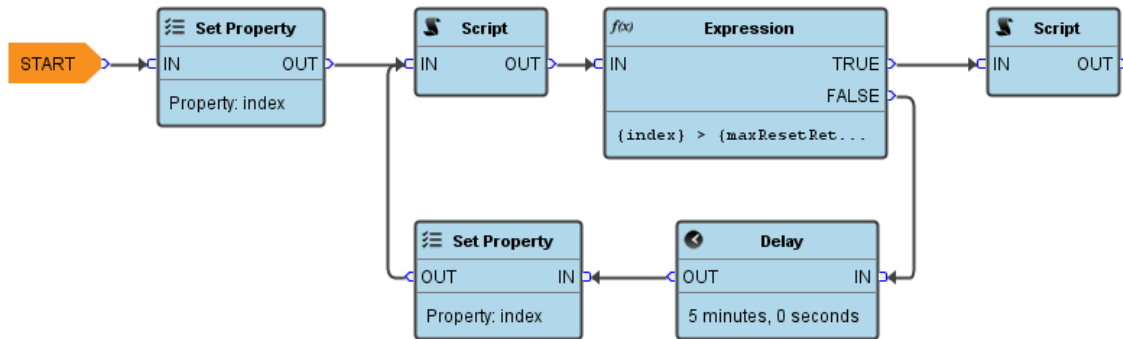 START
Set Property
IN OUT
Property: index
Script
IN OUT
f(x) Expression
IN TRUE
FALSE
{index} > {maxResetRet...
Script
IN OUT
Set Property
OUT IN
Property: index
Delay
OUT IN
5 minutes, 0 seconds